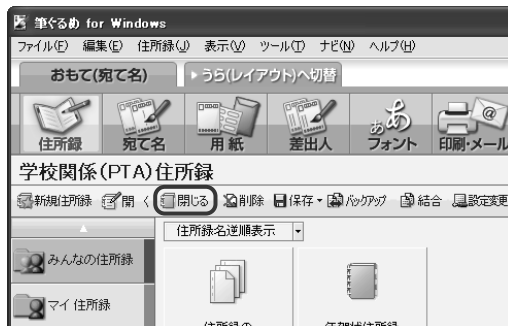 筆ぐるめ for Windows
ファイル(F) 編集(E) 住所録(J) 表示(V) ツール(T) ナビ(N) ヘルプ(H)
おもて(宛て名) うら(レイアウト)へ切替
住所録 宛て名 用紙 差出人 フォント 印刷・メール
学校関係(PTA)住所録
新規住所録 開く 閉じる 削除 保存 バックアップ 結合 設定変更
住所録名逆順表示
みんなの住所録
マイ住所録
住所録の 年賀状住所録